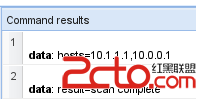 Command results
1
data: hosts=10.1.1.1,10.0.0.1
2
data: result=scan complete
2cto.com
红黑联盟